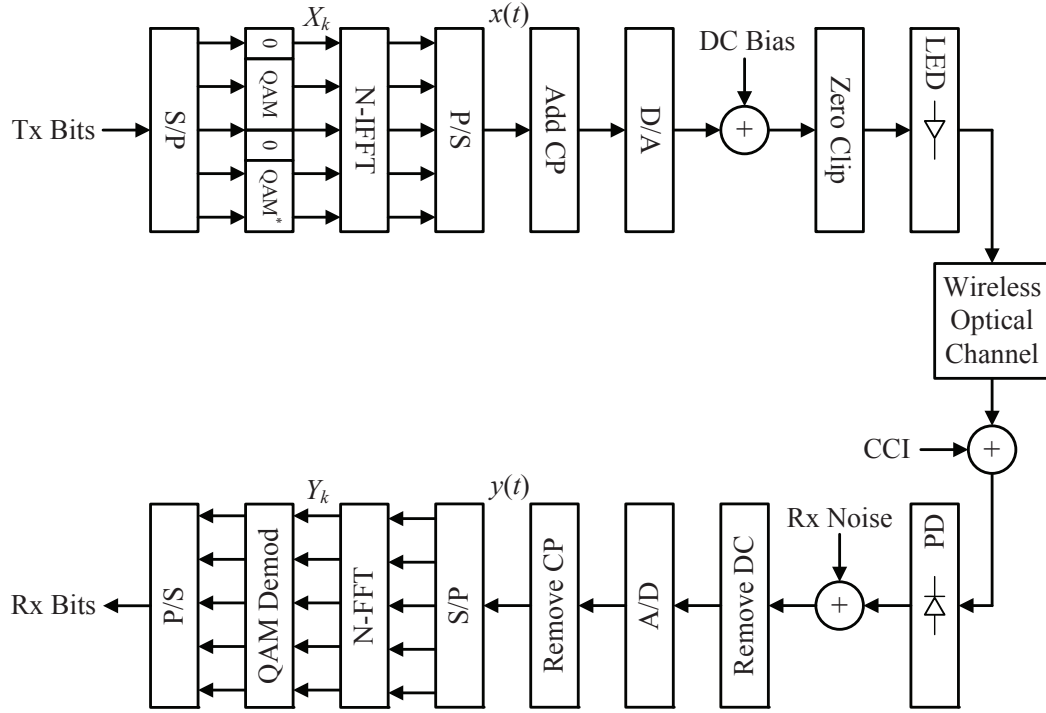 X_k
x(t)
DC Bias
Tx Bits
S/P
0
QAM
0
QAM*
N-IFFT
P/S
Add CP
D/A
+
Zero Clip
LED
Wireless
Optical
Channel
CCI
+
Y_k
y(t)
Rx Noise
Rx Bits
P/S
QAM Demod
N-FFT
S/P
Remove CP
A/D
Remove DC
+
PD